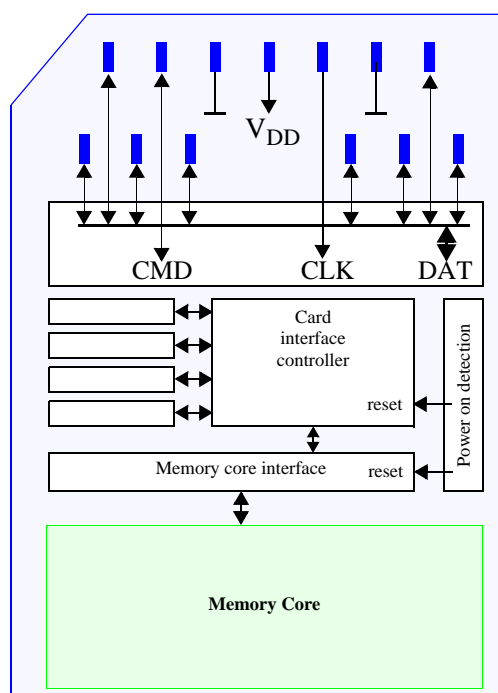 VDD
CMD
CLK
DAT
Card
interface
controller
reset
Power on detection
Memory core interface
reset
Memory Core